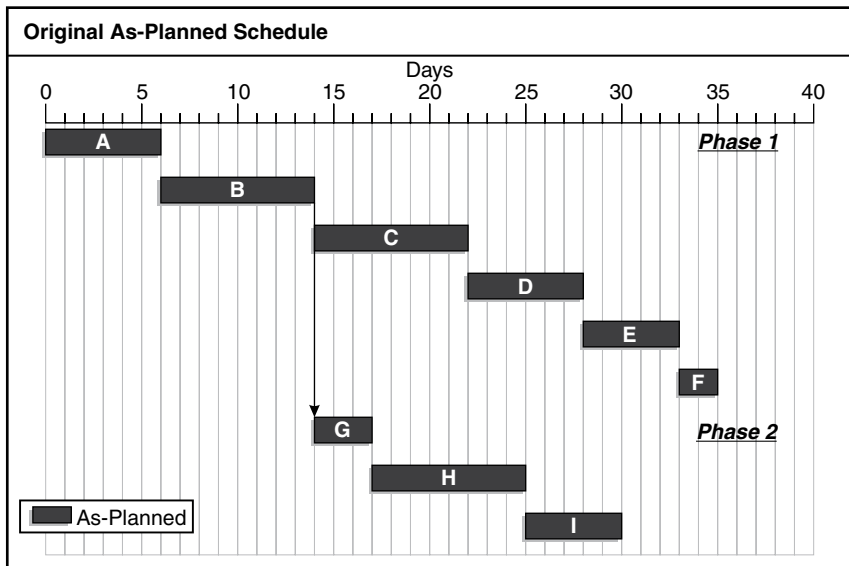 Original As-Planned Schedule
Days
0 5 10 15 20 25 30 35 40
A
Phase 1
B
C
D
E
F
G
Phase 2
H
I
As-Planned